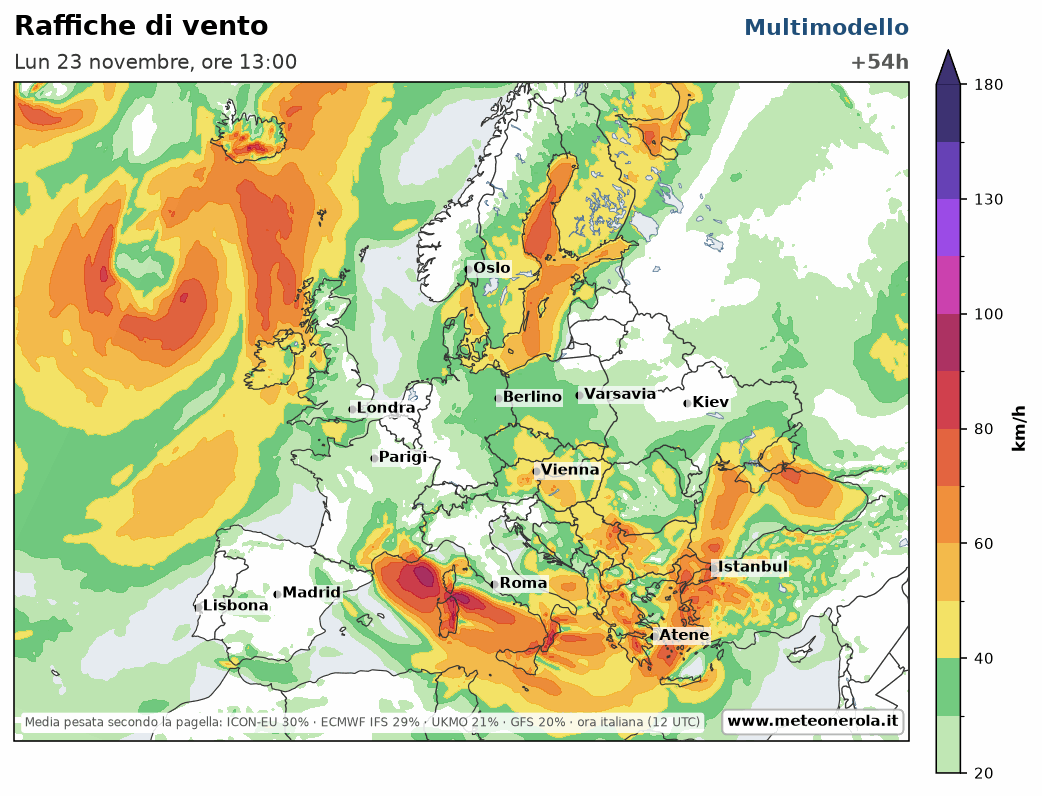 Raffiche di vento
Multimodello
Lun 23 novembre, ore 13:00
+54h
180
130
100
80
60
40
20
km/h
Oslo
Berlino
Varsavia
Kiev
Londra
Parigi
Vienna
Istanbul
Roma
Madrid
Lisbona
Atene
Media pesata secondo la pagella: ICON-EU 30% · ECMWF IFS 29% · UKMO 21% · GFS 20% · ora italiana (12 UTC)
www.meteonerola.it